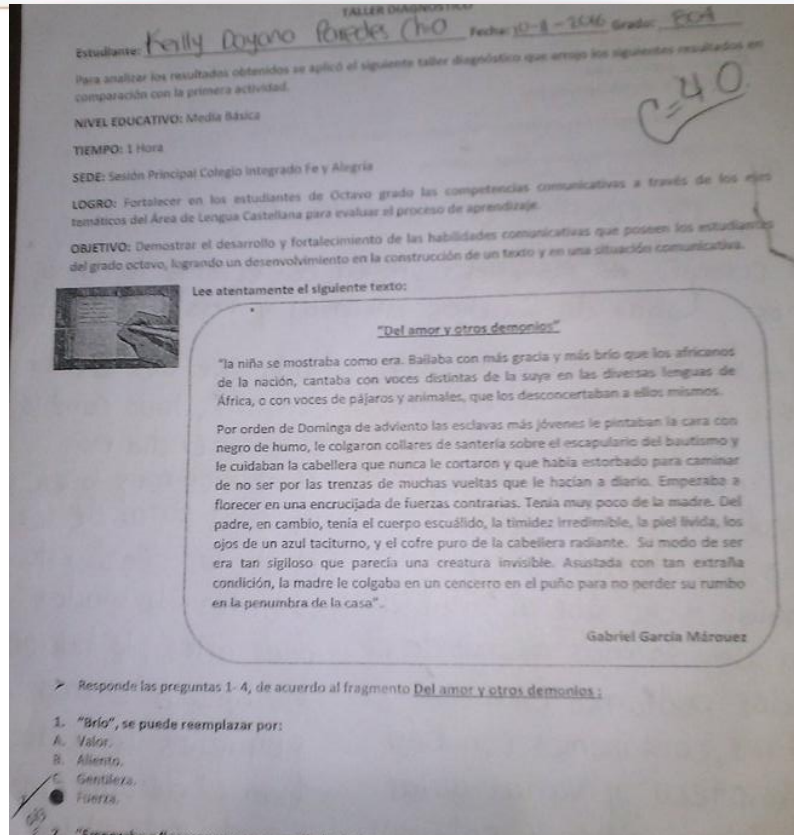 TALLER DIAGNOSTICO
Estudiante: Keilly Dayana Paredes Fecha: 10-8-2016 Grado:
Para analizar los resultados obtenidos se aplicó el siguiente taller diagnóstico que arrojo los siguientes resultados en
comparación con la primera actividad.
C=40
NIVEL EDUCATIVO: Media Básica
TIEMPO: 1 Hora
SEDE: Sesión Principal Colegio Integrado Fe y Alegría
LOGRO: Fortalecer en los estudiantes de Octavo grado las competencias comunicativas a través de los ejes
temáticos del Área de Lengua Castellana para evaluar el proceso de aprendizaje.
OBJETIVO: Demostrar el desarrollo y fortalecimiento de las habilidades comunicativas que poseen los estudiantes
del grado octavo, logrando un desenvolvimiento en la construcción de un texto y en una situación comunicativa.
Lee atentamente el siguiente texto:
"Del amor y otros demonios"
"la niña se mostraba como era. Bailaba con más gracia y más brío que los africanos
de la nación, cantaba con voces distintas de la suya en las diversas lenguas de
África, o con voces de pájaros y animales, que los desconcertaban a ellos mismos.
Por orden de Dominga de adviento las esclavas más jóvenes le pintaban la cara con
negro de humo, le colgaron collares de santería sobre el escapulario del bautismo y
le cuidaban la cabellera que nunca le cortaron y que había estorbado para caminar
de no ser por las trenzas de muchas vueltas que le hacían a diario. Emperaba a
florecer en una encrucijada de fuerzas contrarias. Tenía muy poco de la madre. Del
padre, en cambio, tenía el cuerpo escuálido, la timidez irredimible, la piel lívida, los
ojos de un azul taciturno, y el cofre puro de la cabellera radiante. Su modo de ser
era tan sigiloso que parecía una creatura invisible. Asustada con tan extraña
condición, la madre le colgaba en un cencerro en el puño para no perder su rumbo
en la penumbra de la casa".
Gabriel García Márquez
➢ Responde las preguntas 1- 4, de acuerdo al fragmento Del amor y otros demonios :
1. "Brío", se puede reemplazar por:
A. Valor.
B. Aliento.
C. Gentileza.
Fuerza.